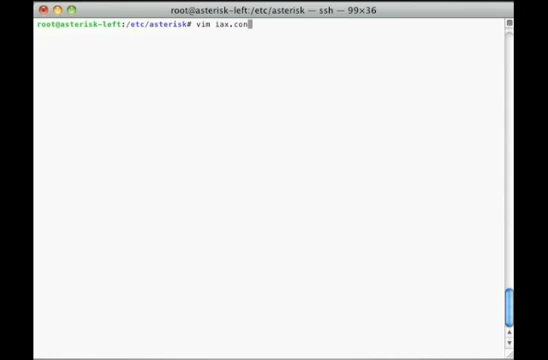 root@asterisk-left:/etc/asterisk — ssh — 99×36
root@asterisk-left:/etc/asterisk# vim iax.con